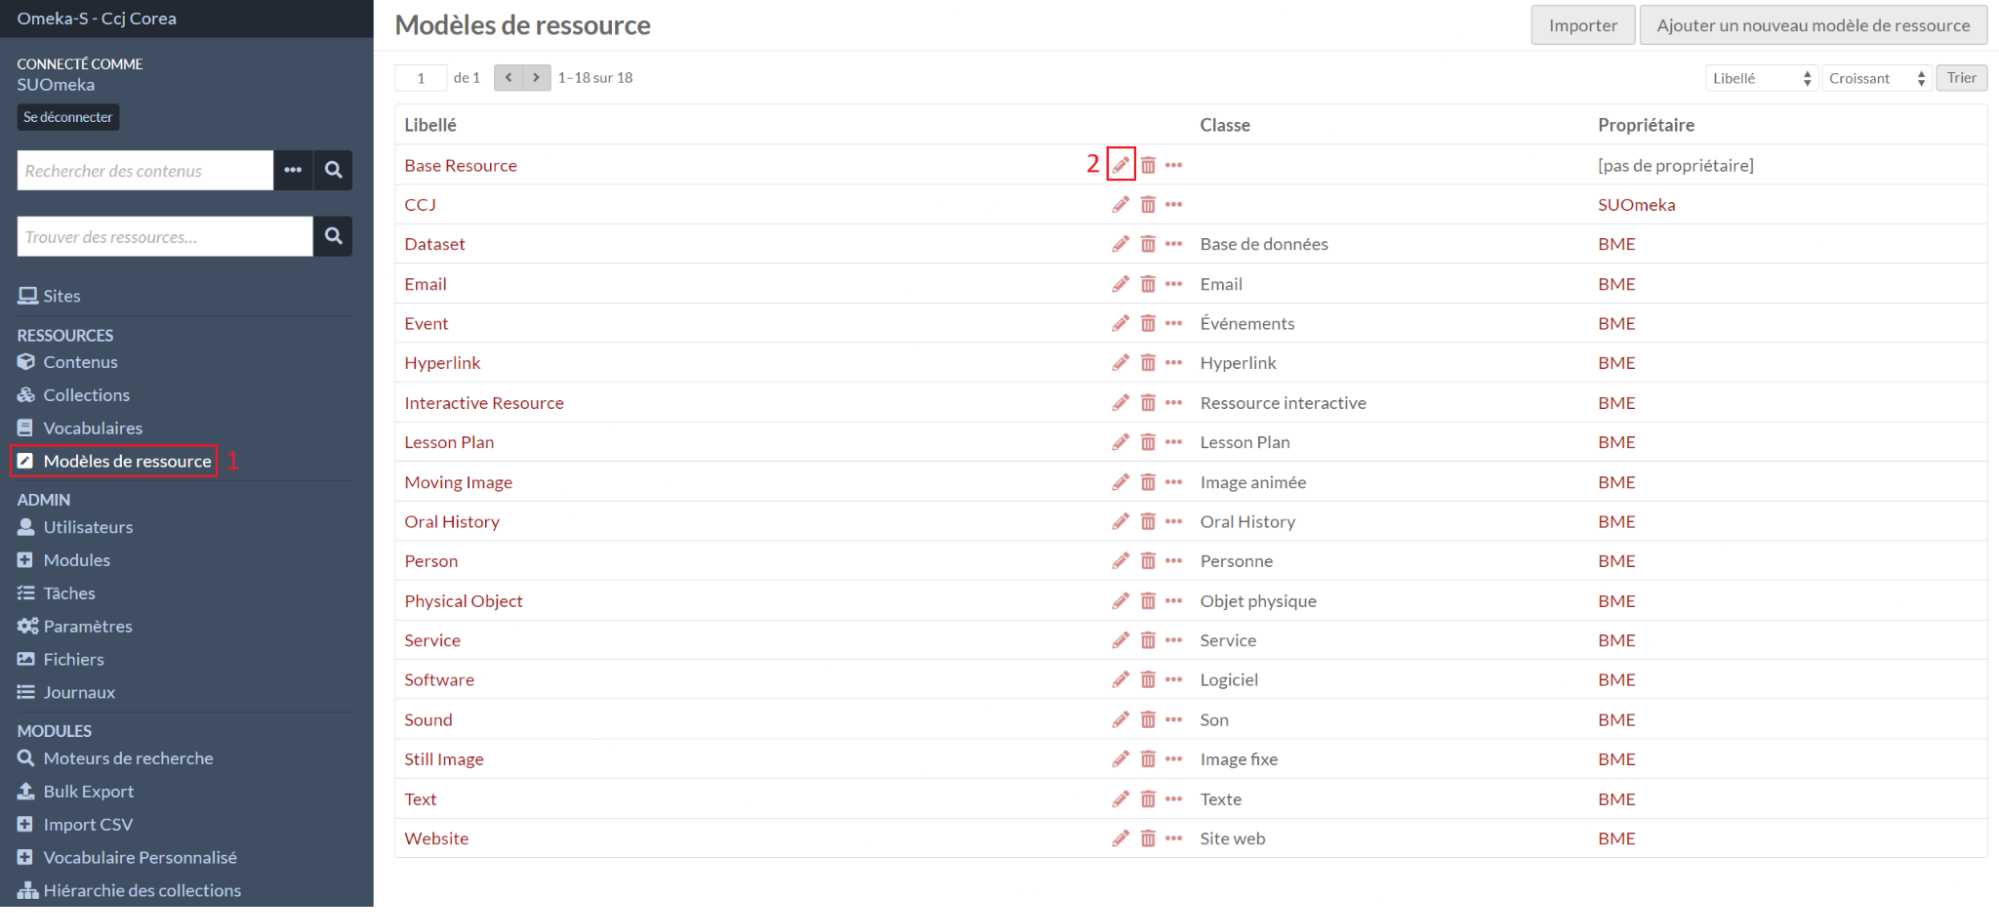 Omeka-S - Ccj Corea
CONNECTÉ COMME
SUOmeka
Se déconnecter
Rechercher des contenus
Trouver des ressources...
Sites
RESSOURCES
Contenus
Collections
Vocabulaires
Modèles de ressource 1
ADMIN
Utilisateurs
Modules
Tâches
Paramètres
Fichiers
Journaux
MODULES
Moteurs de recherche
Bulk Export
Import CSV
Vocabulaire Personnalisé
Hiérarchie des collections
Modèles de ressource
Importer
Ajouter un nouveau modèle de ressource
1 de 1 < > 1–18 sur 18
Libellé Croissant Trier
Libellé Classe Propriétaire
Base Resource 2 [pas de propriétaire]
CCJ SUOmeka
Dataset Base de données BME
Email Email BME
Event Événements BME
Hyperlink Hyperlink BME
Interactive Resource Ressource interactive BME
Lesson Plan Lesson Plan BME
Moving Image Image animée BME
Oral History Oral History BME
Person Personne BME
Physical Object Objet physique BME
Service Service BME
Software Logiciel BME
Sound Son BME
Still Image Image fixe BME
Text Texte BME
Website Site web BME